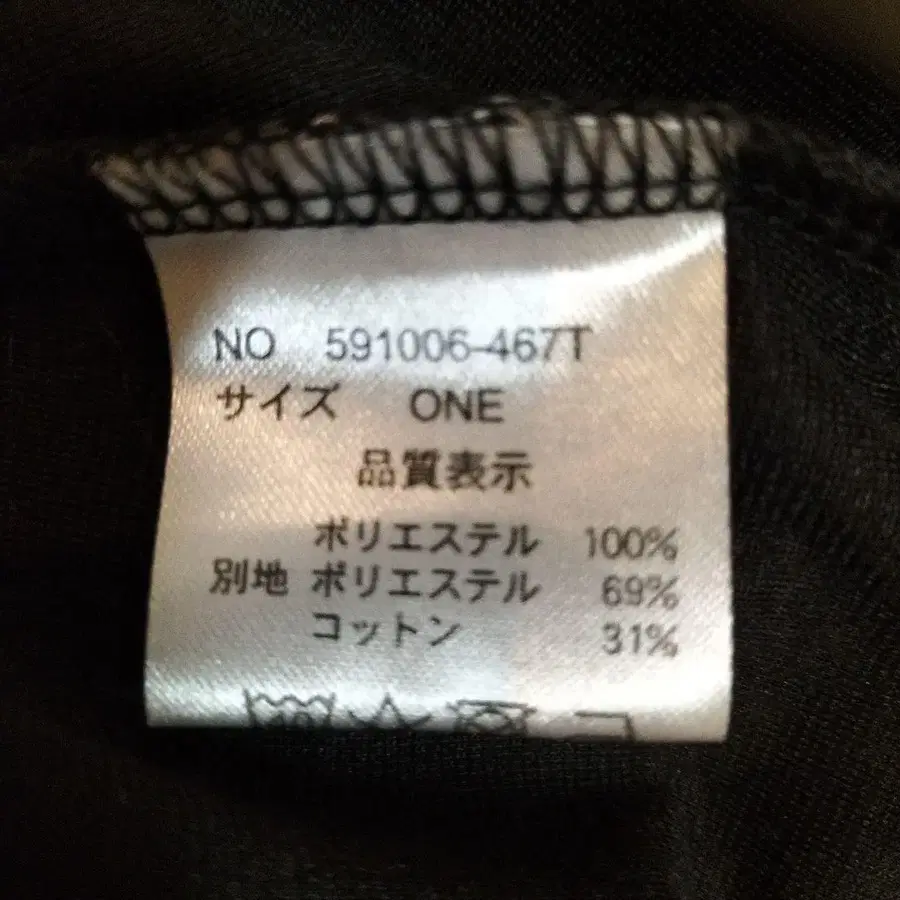 NO 591006-467T
サイズ ONE
品質表示
ポリエステル 100%
別地 ポリエステル 69%
コットン 31%